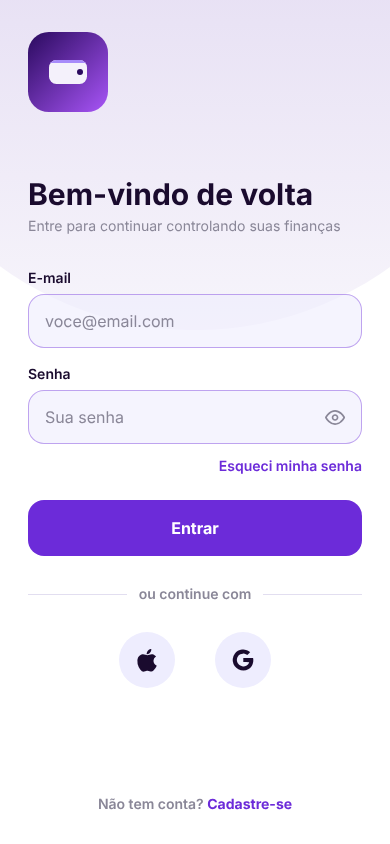 Bem-vindo de volta
Entre para continuar controlando suas finanças
E-mail
voce@email.com
Senha
Sua senha
Esqueci minha senha
Entrar
ou continue com
Não tem conta? Cadastre-se